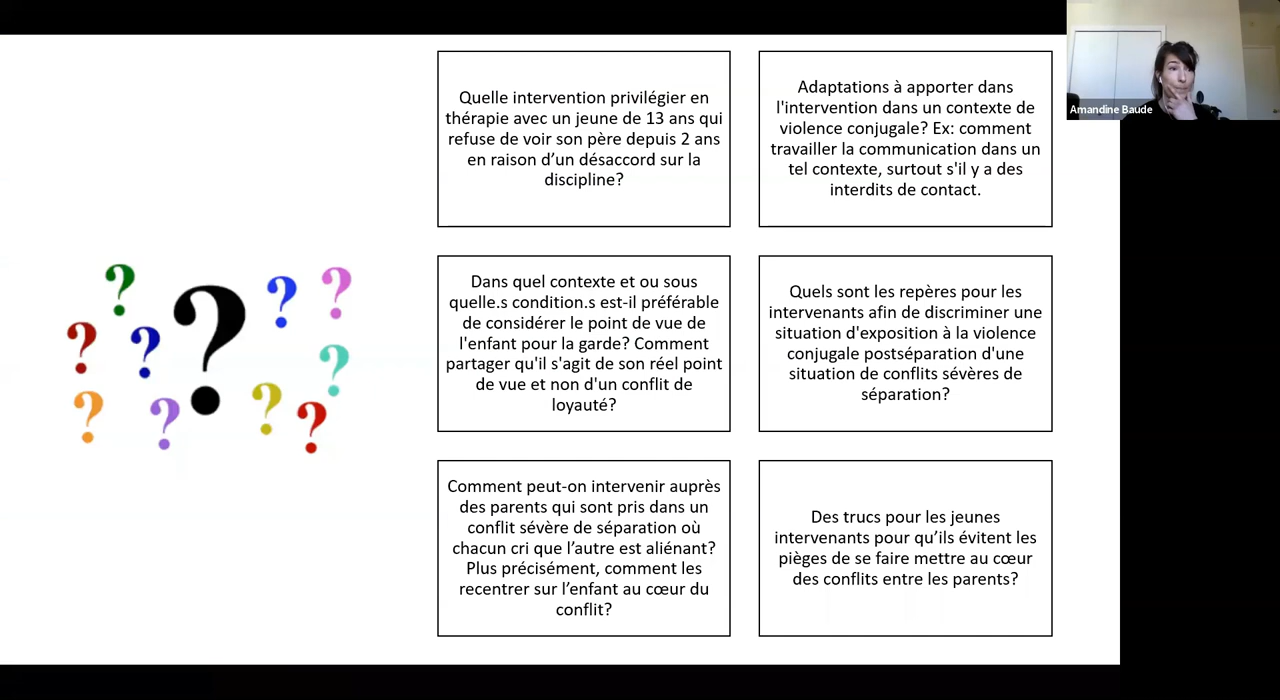 Quelle intervention privilégier en
thérapie avec un jeune de 13 ans qui
refuse de voir son père depuis 2 ans
en raison d’un désaccord sur la
discipline?
Adaptations à apporter dans
l'intervention dans un contexte de
violence conjugale? Ex: comment
travailler la communication dans un
tel contexte, surtout s'il y a des
interdits de contact.
Amandine Baude
Dans quel contexte et ou sous
quelle.s condition.s est-il préférable
de considérer le point de vue de
l'enfant pour la garde? Comment
partager qu'il s'agit de son réel point
de vue et non d'un conflit de
loyauté?
Quels sont les repères pour les
intervenants afin de discriminer une
situation d'exposition à la violence
conjugale postséparation d'une
situation de conflits sévères de
séparation?
Comment peut-on intervenir auprès
des parents qui sont pris dans un
conflit sévère de séparation où
chacun cri que l’autre est aliénant?
Plus précisément, comment les
recentrer sur l’enfant au cœur du
conflit?
Des trucs pour les jeunes
intervenants pour qu’ils évitent les
pièges de se faire mettre au cœur
des conflits entre les parents?
? ? ? ? ? ? ? ? ? ? ?